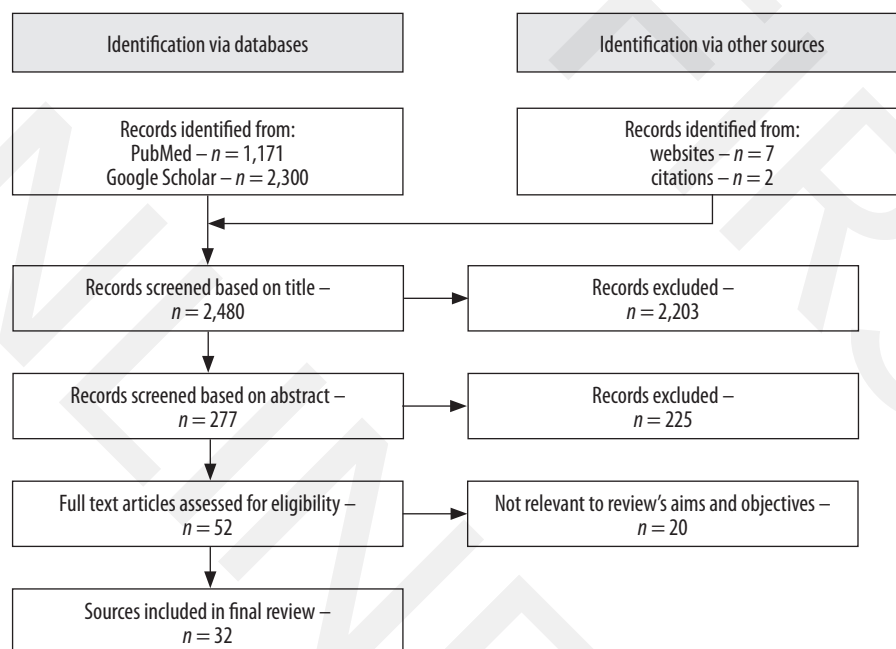 Identification via databases
Identification via other sources
Records identified from:
PubMed – n = 1,171
Google Scholar – n = 2,300
Records identified from:
websites – n = 7
citations – n = 2
Records screened based on title –
n = 2,480
Records excluded –
n = 2,203
Records screened based on abstract –
n = 277
Records excluded –
n = 225
Full text articles assessed for eligibility –
n = 52
Not relevant to review’s aims and objectives –
n = 20
Sources included in final review –
n = 32